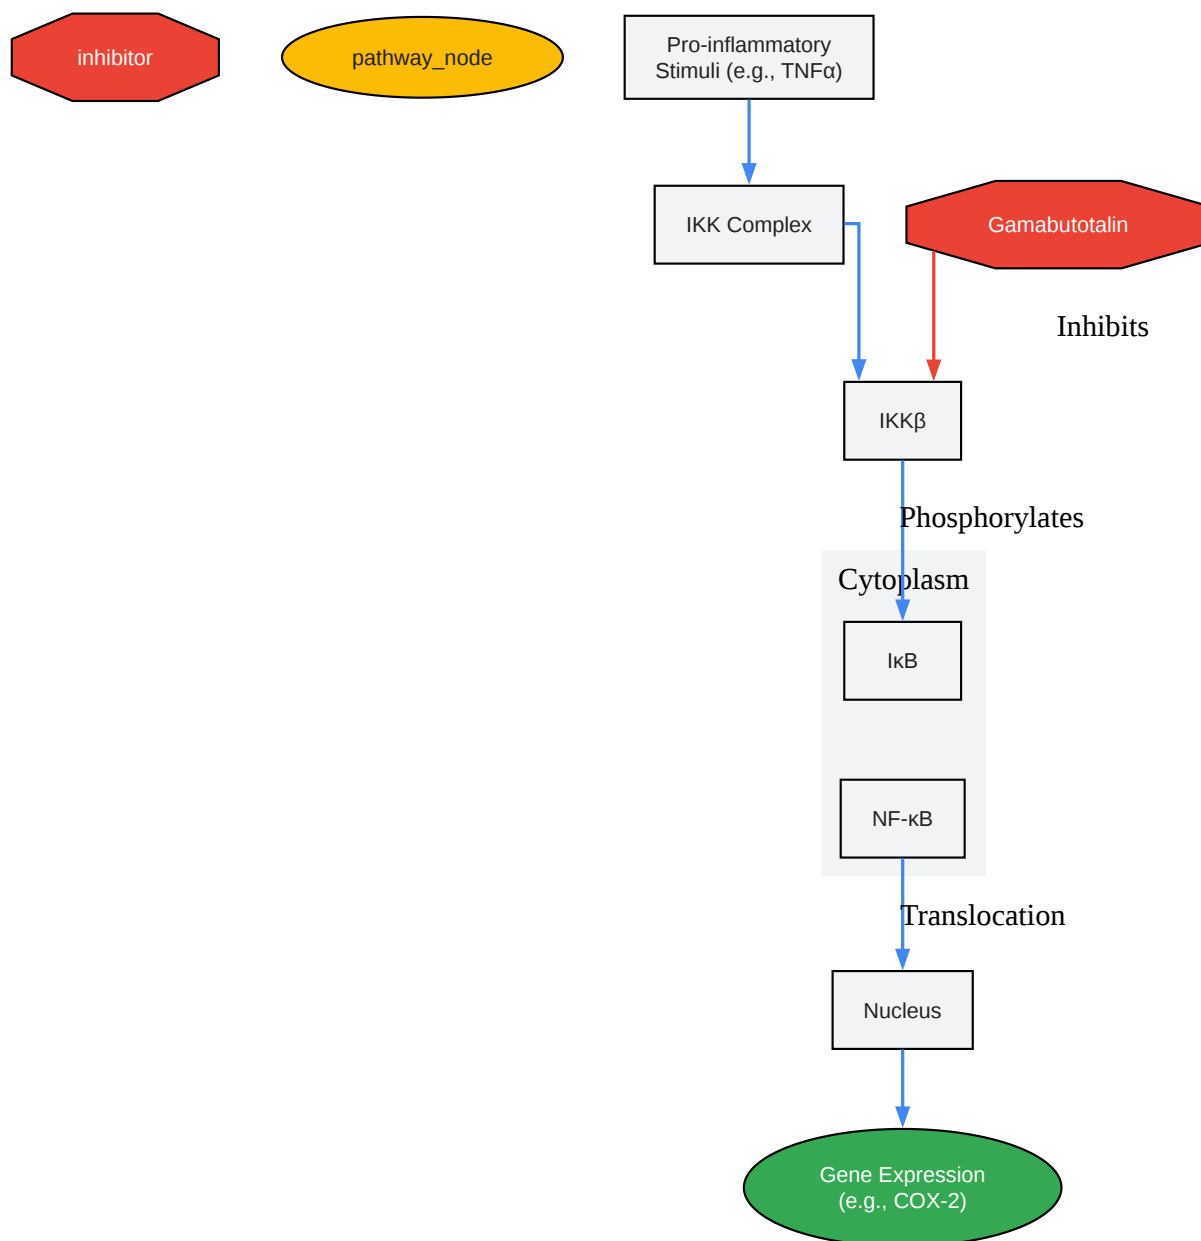 inhibitor
pathway_node
Pro-inflammatory
Stimuli (e.g., TNFα)
IKK Complex
Gamabutotalin
Inhibits
IKKβ
Phosphorylates
Cytoplasm
IκB
NF-κB
Translocation
Nucleus
Gene Expression
(e.g., COX-2)